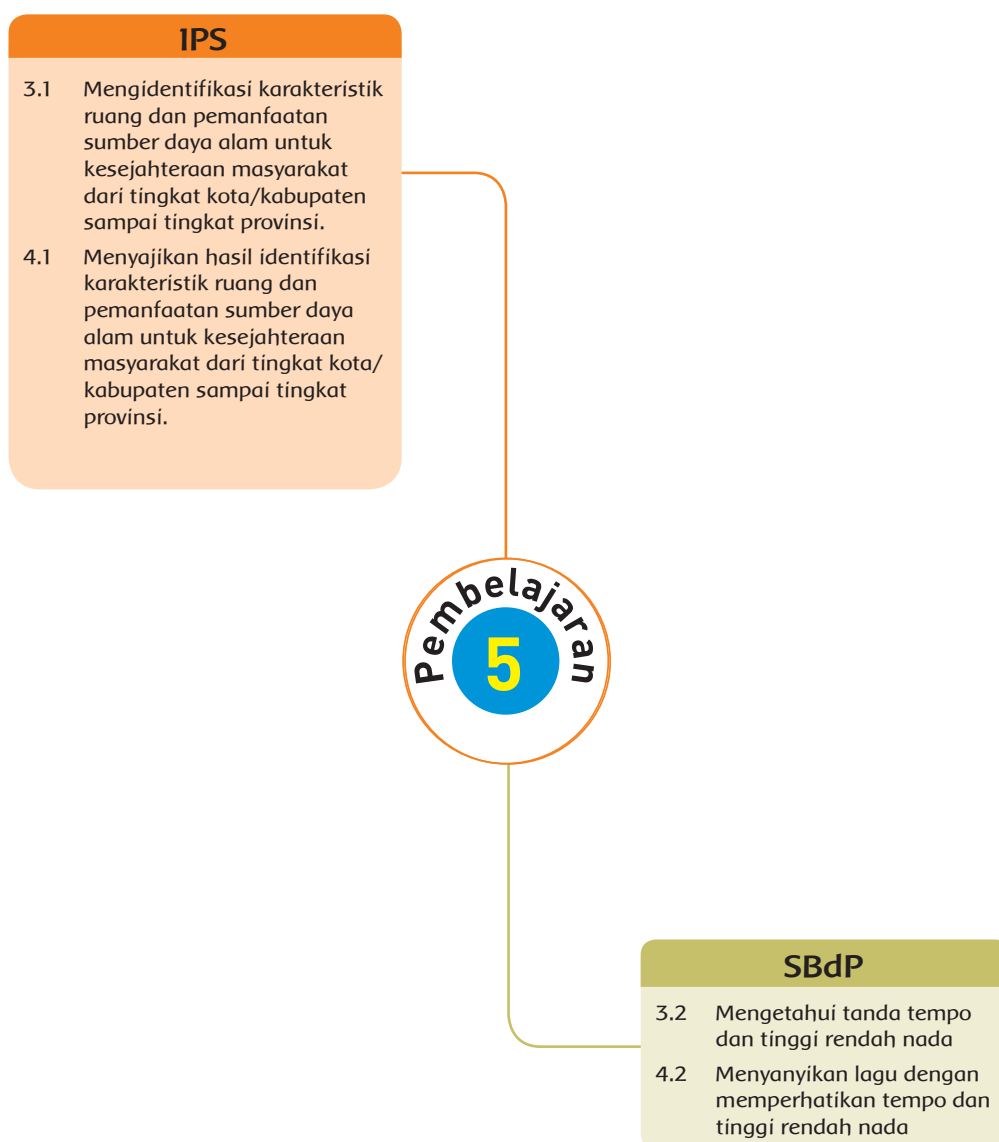 IPS
3.1 Mengidentifikasi karakteristik
ruang dan pemanfaatan
sumber daya alam untuk
kesejahteraan masyarakat
dari tingkat kota/kabupaten
sampai tingkat provinsi.
4.1 Menyajikan hasil identifikasi
karakteristik ruang dan
pemanfaatan sumber daya
alam untuk kesejahteraan
masyarakat dari tingkat kota/
kabupaten sampai tingkat
provinsi.
Pembelajaran
5
SBdP
3.2 Mengetahui tanda tempo
dan tinggi rendah nada
4.2 Menyanyikan lagu dengan
memperhatikan tempo dan
tinggi rendah nada